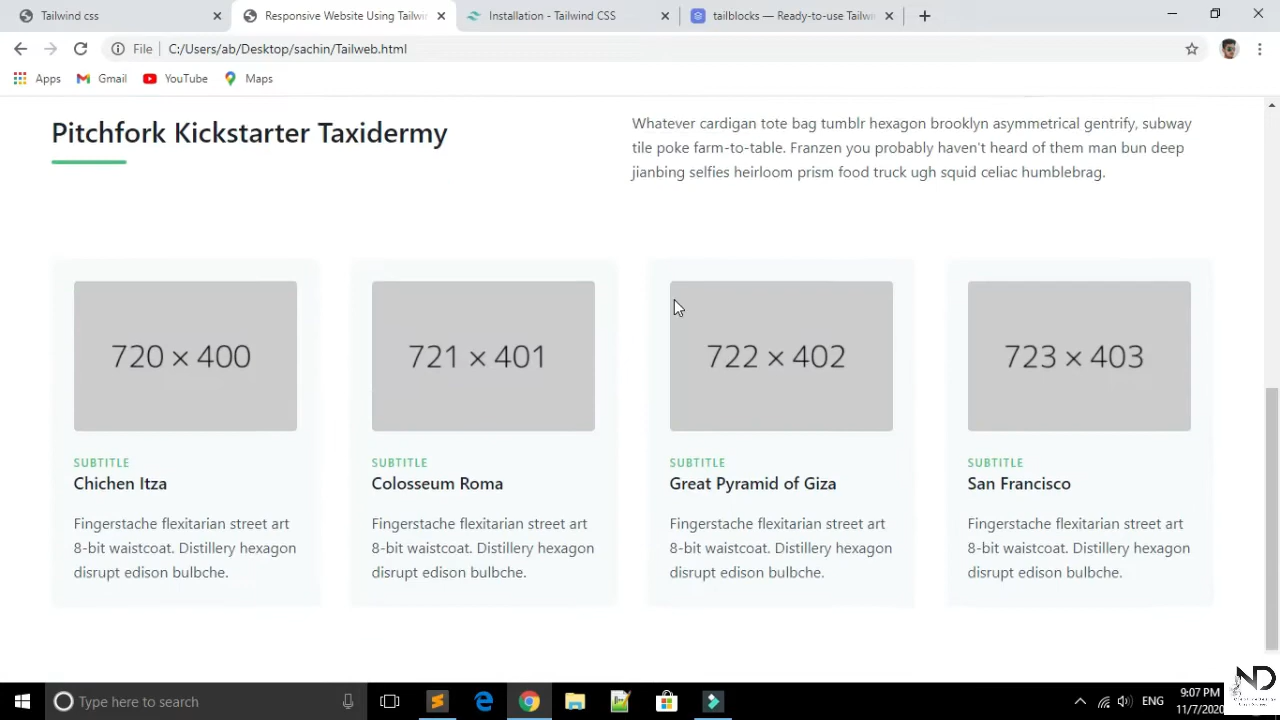 Tailwind css
Responsive Website Using Tailwin
Installation - Tailwind CSS
tailblocks — Ready-to-use Tailw
File
C:/Users/ab/Desktop/sachin/Tailweb.html
Apps
Gmail
YouTube
Maps
Pitchfork Kickstarter Taxidermy
Whatever cardigan tote bag tumblr hexagon brooklyn asymmetrical gentrify, subway
tile poke farm-to-table. Franzen you probably haven't heard of them man bun deep
jianbing selfies heirloom prism food truck ugh squid celiac humblebrag.
720 × 400
721 × 401
722 × 402
723 × 403
SUBTITLE
Chichen Itza
Fingerstache flexitarian street art
8-bit waistcoat. Distillery hexagon
disrupt edison bulbche.
SUBTITLE
Colosseum Roma
Fingerstache flexitarian street art
8-bit waistcoat. Distillery hexagon
disrupt edison bulbche.
SUBTITLE
Great Pyramid of Giza
Fingerstache flexitarian street art
8-bit waistcoat. Distillery hexagon
disrupt edison bulbche.
SUBTITLE
San Francisco
Fingerstache flexitarian street art
8-bit waistcoat. Distillery hexagon
disrupt edison bulbche.
Type here to search
ENG
9:07 PM
11/7/2020
ND